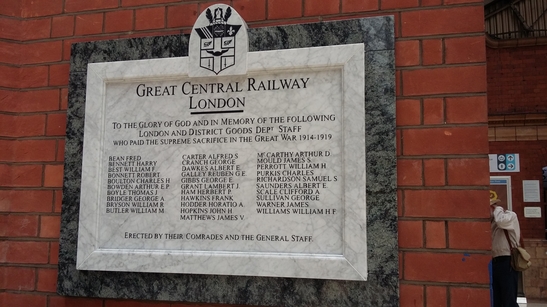 GREAT CENTRAL RAILWAY
LONDON
TO THE GLORY OF GOD AND IN MEMORY OF THE FOLLOWING
LONDON AND DISTRICT GOODS DEPT STAFF
WHO PAID THE SUPREME SACRIFICE IN THE GREAT WAR 1914-1919
BEAN FRED
BENNETT HARRY
BEST WILLIAM F
BONNETT ROBERT
BOULTON CHARLES H
BOWDEN ARTHUR E.P
BOYLE THOMAS J
BRIDGER GEORGE A
BRYSON WILLIAM R
BUTLER WILLIAM M
CARTER ALFRED S
CRANCH GEORGE
DAWKES ALBERT E
GALLEY REUBEN G.E
GIBBS GEORGE E
GRANT LAMBERT J
HAM HERBERT P
HAWKINS FRANK
HODDER HORATIO A
HOPKINS JOHN H
MATTHEWS JAMES V
Mc CARTHY ARTHUR D
MOULD JAMES S
PERROTT WILLIAM H
PURKIS CHARLES
RICHARDSON SAMUEL S
SAUNDERS ALBERT E
SCALE CLIFFORD A
SULLIVAN GEORGE
WARNER JAMES
WILLIAMS WILLIAM H F
ERECTED BY THEIR COMRADES AND THE GENERAL STAFF